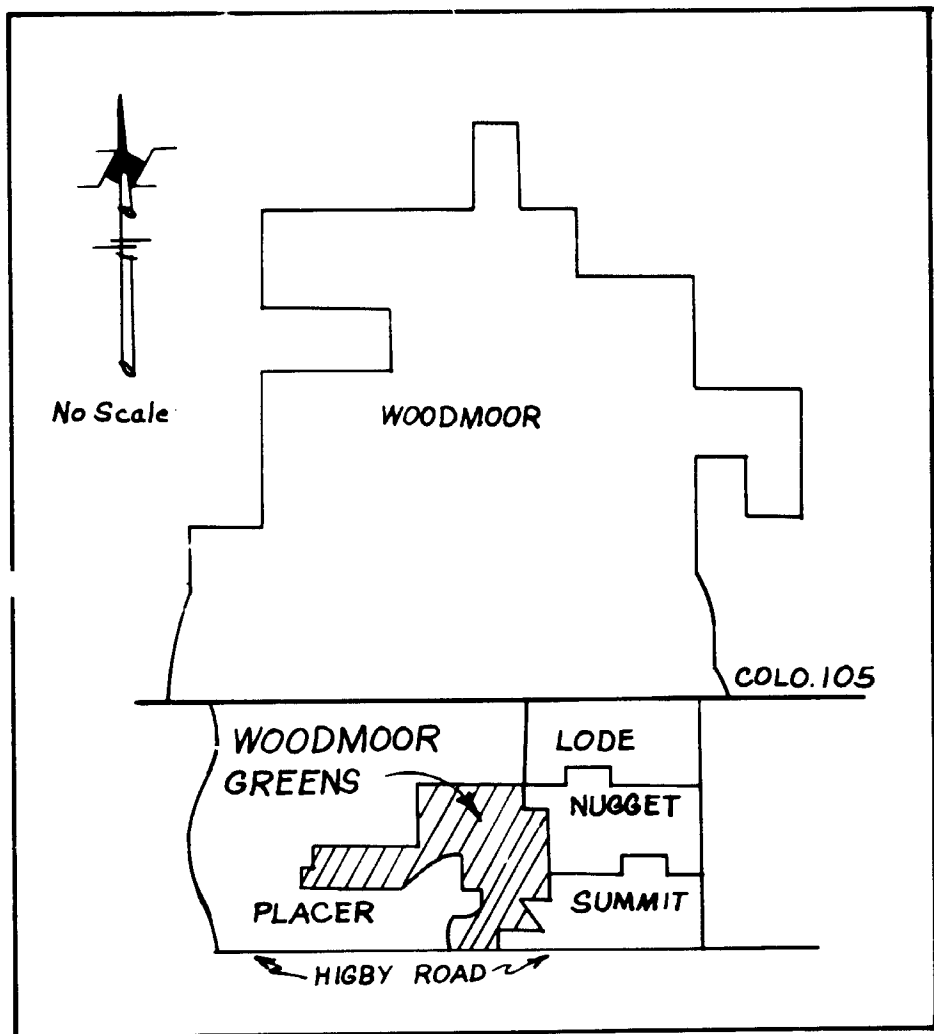 No Scale
WOODMOOR
COLO. 105
WOODMOOR
GREENS
LODE
NUGGET
PLACER
SUMMIT
HIGBY ROAD